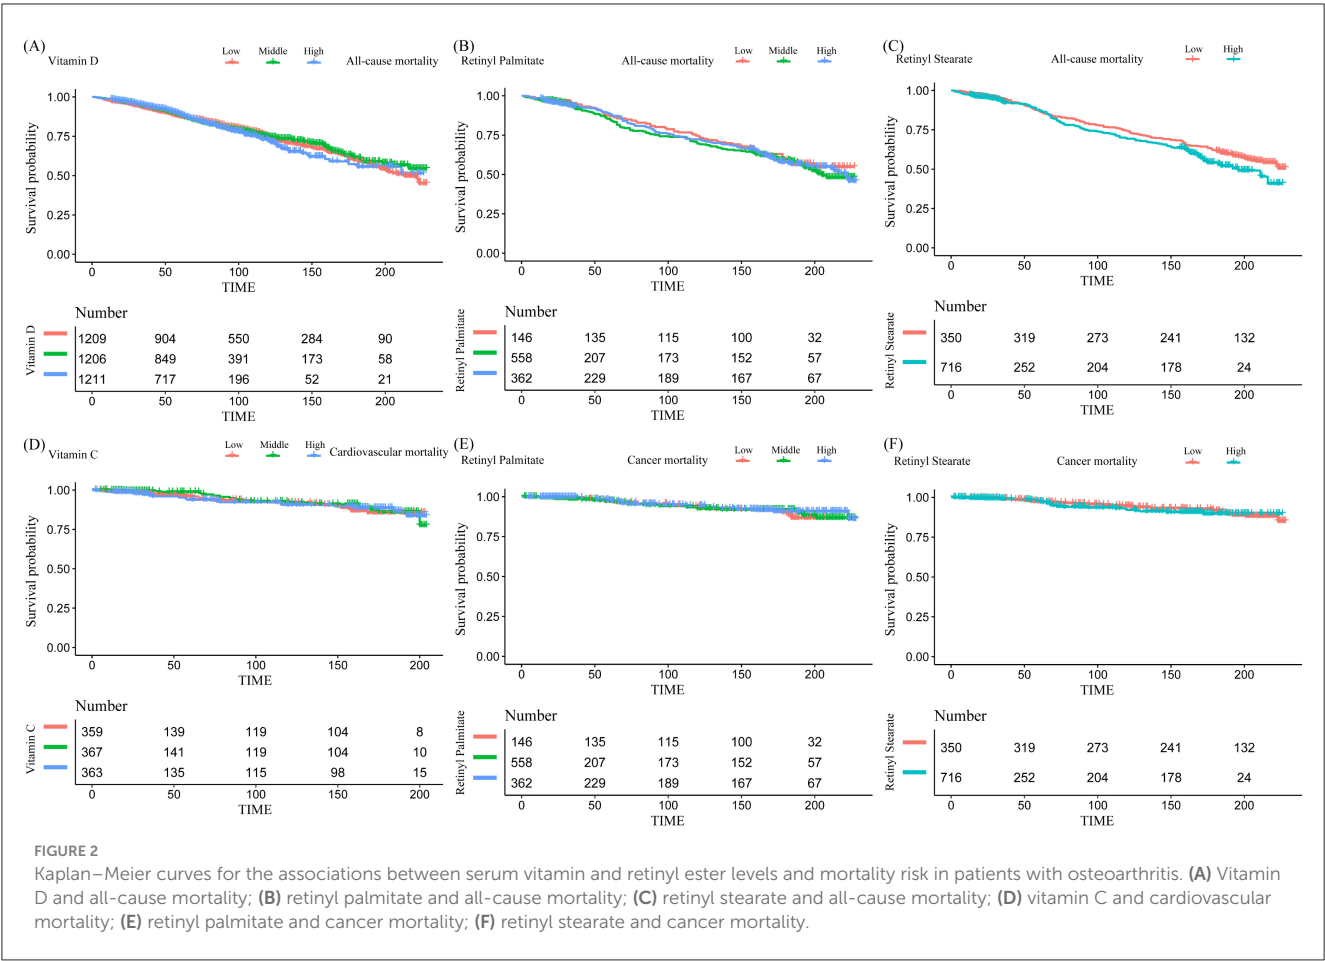 (A)
Vitamin D
Low Middle High
All-cause mortality
Survival probability
1.00
0.75
0.50
0.25
0.00
0 50 100 150 200
TIME
Number
Vitamin D
1209 904 550 284 90
1206 849 391 173 58
1211 717 196 52 21
0 50 100 150 200
TIME
(B)
Retinyl Palmitate
All-cause mortality
Low Middle High
Survival probability
1.00
0.75
0.50
0.25
0.00
0 50 100 150 200
TIME
Number
Retinyl Palmitate
146 135 115 100 32
558 207 173 152 57
362 229 189 167 67
0 50 100 150 200
TIME
(C)
Retinyl Stearate
All-cause mortality
Low High
Survival probability
1.00
0.75
0.50
0.25
0.00
0 50 100 150 200
TIME
Number
Retinyl Stearate
350 319 273 241 132
716 252 204 178 24
0 50 100 150 200
TIME
(D)
Vitamin C
Low Middle High
Cardiovascular mortality
Survival probability
1.00
0.75
0.50
0.25
0.00
0 50 100 150 200
TIME
Number
Vitamin C
359 139 119 104 8
367 141 119 104 10
363 135 115 98 15
0 50 100 150 200
TIME
(E)
Retinyl Palmitate
Cancer mortality
Low Middle High
Survival probability
1.00
0.75
0.50
0.25
0.00
0 50 100 150 200
TIME
Number
Retinyl Palmitate
146 135 115 100 32
558 207 173 152 57
362 229 189 167 67
0 50 100 150 200
TIME
(F)
Retinyl Stearate
Cancer mortality
Low High
Survival probability
1.00
0.75
0.50
0.25
0.00
0 50 100 150 200
TIME
Number
Retinyl Stearate
350 319 273 241 132
716 252 204 178 24
0 50 100 150 200
TIME
FIGURE 2
Kaplan–Meier curves for the associations between serum vitamin and retinyl ester levels and mortality risk in patients with osteoarthritis. (A) Vitamin
D and all-cause mortality; (B) retinyl palmitate and all-cause mortality; (C) retinyl stearate and all-cause mortality; (D) vitamin C and cardiovascular
mortality; (E) retinyl palmitate and cancer mortality; (F) retinyl stearate and cancer mortality.